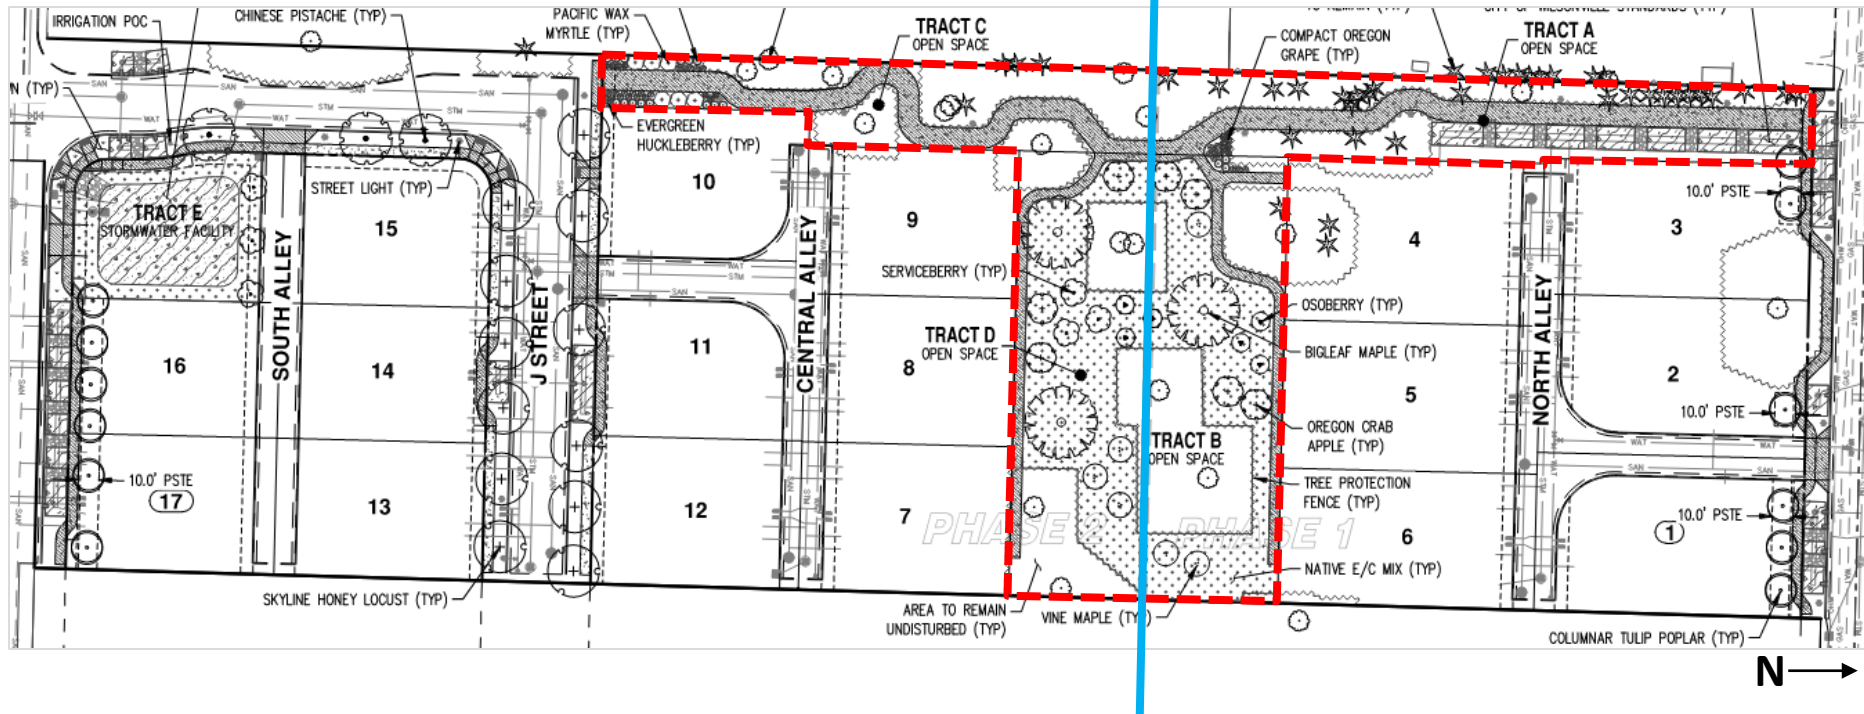 IRRIGATION POC
CHINESE PISTACHE (TYP)
PACIFIC WAX
MYRTLE (TYP)
TRACT C
OPEN SPACE
COMPACT OREGON
GRAPE (TYP)
TRACT A
OPEN SPACE
(TYP)
EVERGREEN
HUCKLEBERRY (TYP)
STREET LIGHT (TYP)
TRACT E
STORMWATER FACILITY
SOUTH ALLEY
15
J STREET
10
CENTRAL ALLEY
9
SERVICEBERRY (TYP)
TRACT D
OPEN SPACE
OSOBERRY (TYP)
BIGLEAF MAPLE (TYP)
4
NORTH ALLEY
3
10.0' PSTE
16
14
11
8
5
2
10.0' PSTE
OREGON CRAB
APPLE (TYP)
TRACT B
OPEN SPACE
TREE PROTECTION
FENCE (TYP)
10.0' PSTE
17
13
12
7
PHASE 2
PHASE 1
6
10.0' PSTE
1
NATIVE E/C MIX (TYP)
SKYLINE HONEY LOCUST (TYP)
AREA TO REMAIN
UNDISTURBED (TYP)
VINE MAPLE (TYP)
COLUMNAR TULIP POPLAR (TYP)
N